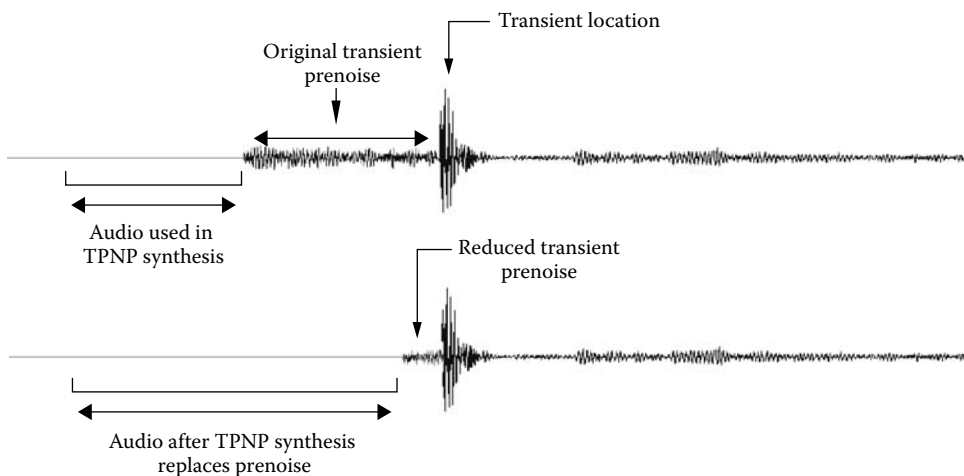 Transient location
Original transient
prenoise
Audio used in
TPNP synthesis
Reduced transient
prenoise
Audio after TPNP synthesis
replaces prenoise